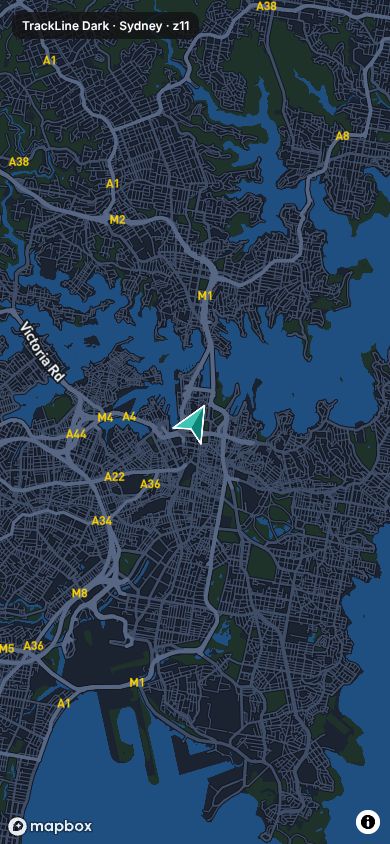 A38
TrackLine Dark · Sydney · z11
A1
A8
A38
A1
M2
M1
Victoria Rd
M4
A4
A44
A22
A36
A34
M8
A36
M5
M1
A1
mapbox
i